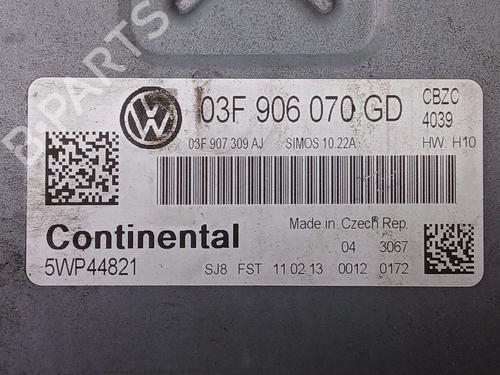 B-PARTS
VW 03F 906 070 GD CBZC
4039
03F 907 309 AJ SIMOS 10.22A HW: H10
Made in Czech Rep.
Continental 04 3067
5WP44821 SJ8 FST 11 02 13 0012 0172